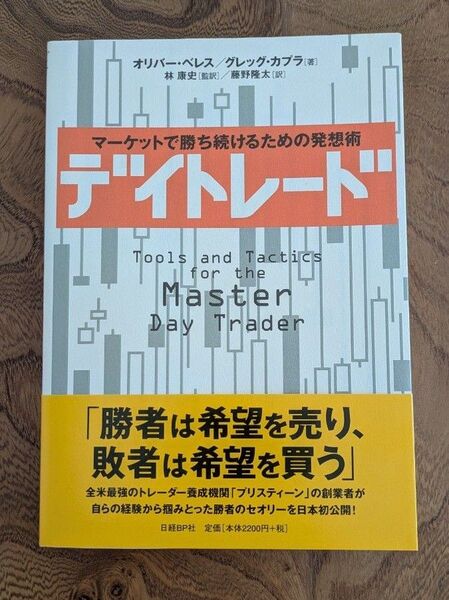 オリバー・ベレス／グレッグ・カプラ［著］
林 康史［監訳］／藤野隆太［訳］
マーケットで勝ち続けるための発想術
デイトレード
Tools and Tactics
for the
Master
Day Trader
「勝者は希望を売り、
敗者は希望を買う」
全米最強のトレーダー養成機関「プリスティーン」の創業者が
自らの経験から掴みとった勝者のセオリーを日本初公開！
日経BP社 定価［本体2200円+税］